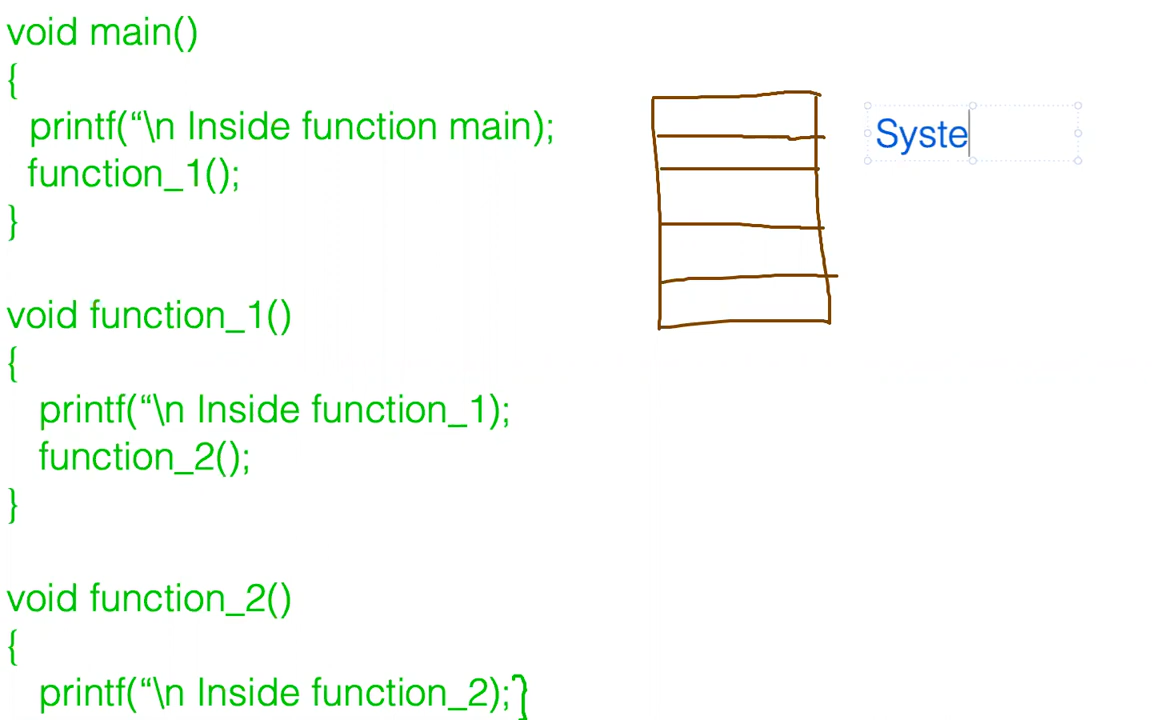 void main()
{
printf(“\n Inside function main);
function_1();
}
void function_1()
{
printf(“\n Inside function_1);
function_2();
}
void function_2()
{
printf(“\n Inside function_2);}
Syste